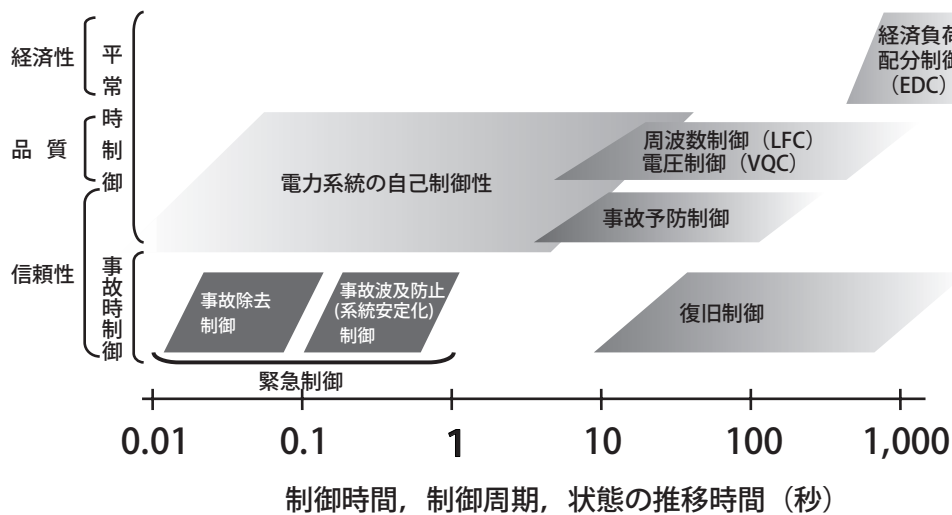 経済性
平常時制御
品 質
信頼性
事故時制御
経済負荷
配分制御
（EDC）
周波数制御（LFC）
電圧制御（VQC）
電力系統の自己制御性
事故予防制御
事故除去
制御
事故波及防止
(系統安定化)
制御
復旧制御
緊急制御
0.01 0.1 1 10 100 1,000
制御時間，制御周期，状態の推移時間（秒）